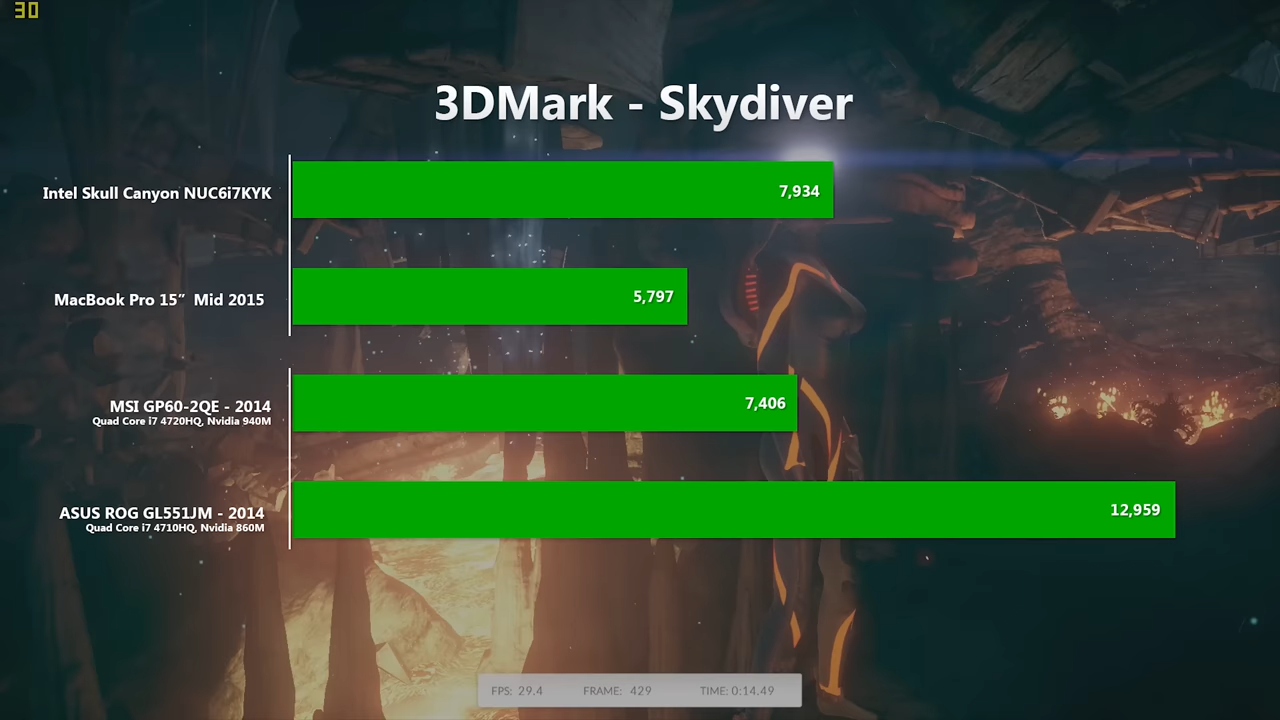 30
3DMark - Skydiver
Intel Skull Canyon NUC6i7KYK
7,934
MacBook Pro 15” Mid 2015
5,797
MSI GP60-2QE - 2014
Quad Core i7 4720HQ, Nvidia 940M
7,406
ASUS ROG GL551JM - 2014
Quad Core i7 4710HQ, Nvidia 860M
12,959
FPS: 29.4 FRAME: 429 TIME: 0:14.49